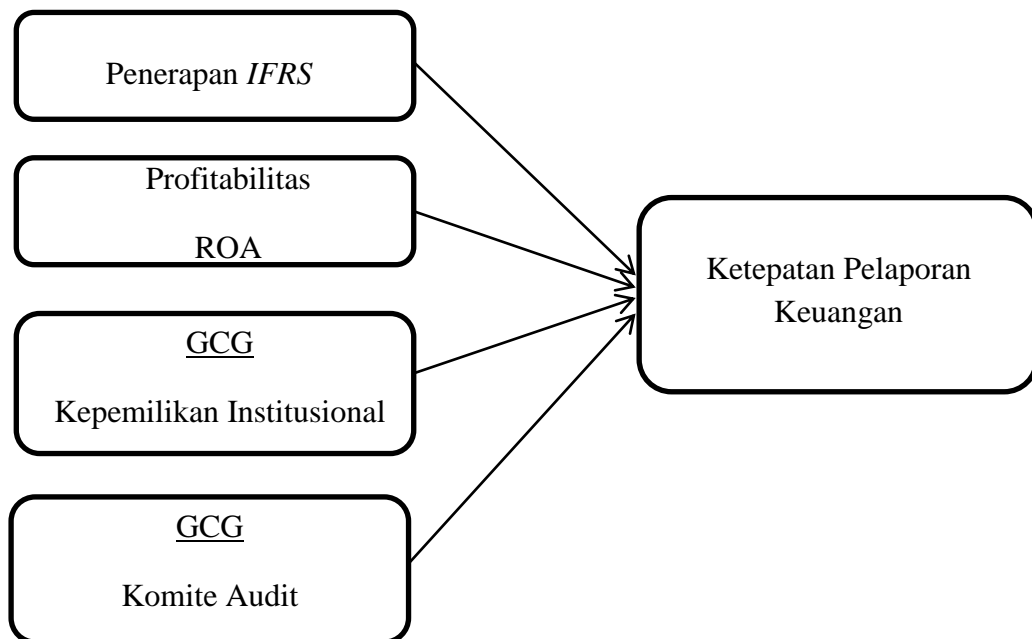 Penerapan IFRS
Profitabilitas
ROA
GCG
Kepemilikan Institusional
GCG
Komite Audit
Ketepatan Pelaporan
Keuangan